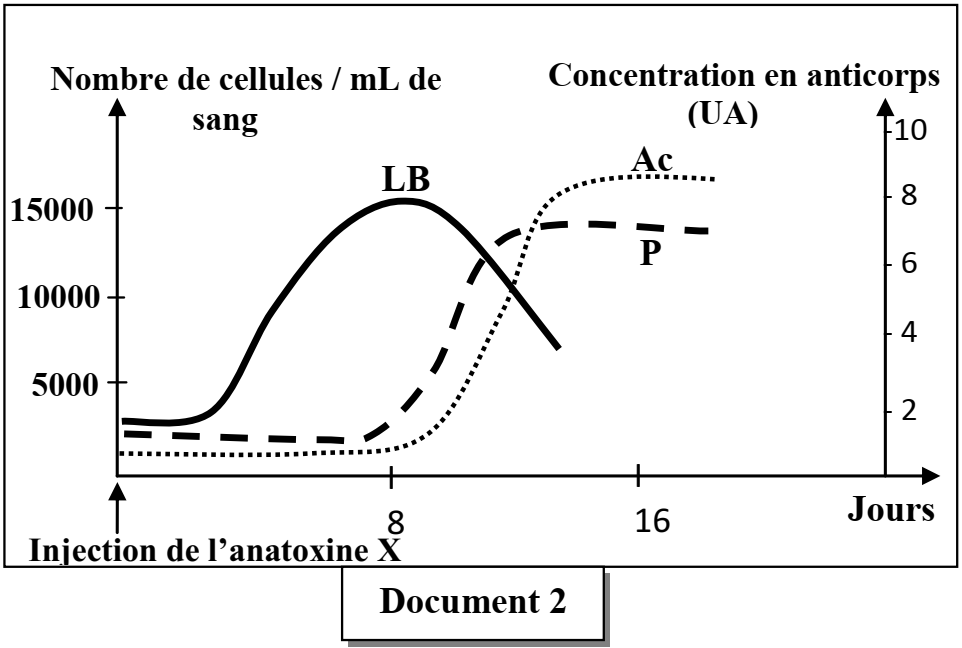 Nombre de cellules / mL de
sang
Concentration en anticorps
(UA)
10
LB
Ac
15000
8
P
6
10000
4
5000
2
8
16
Jours
Injection de l’anatoxine X
Document 2